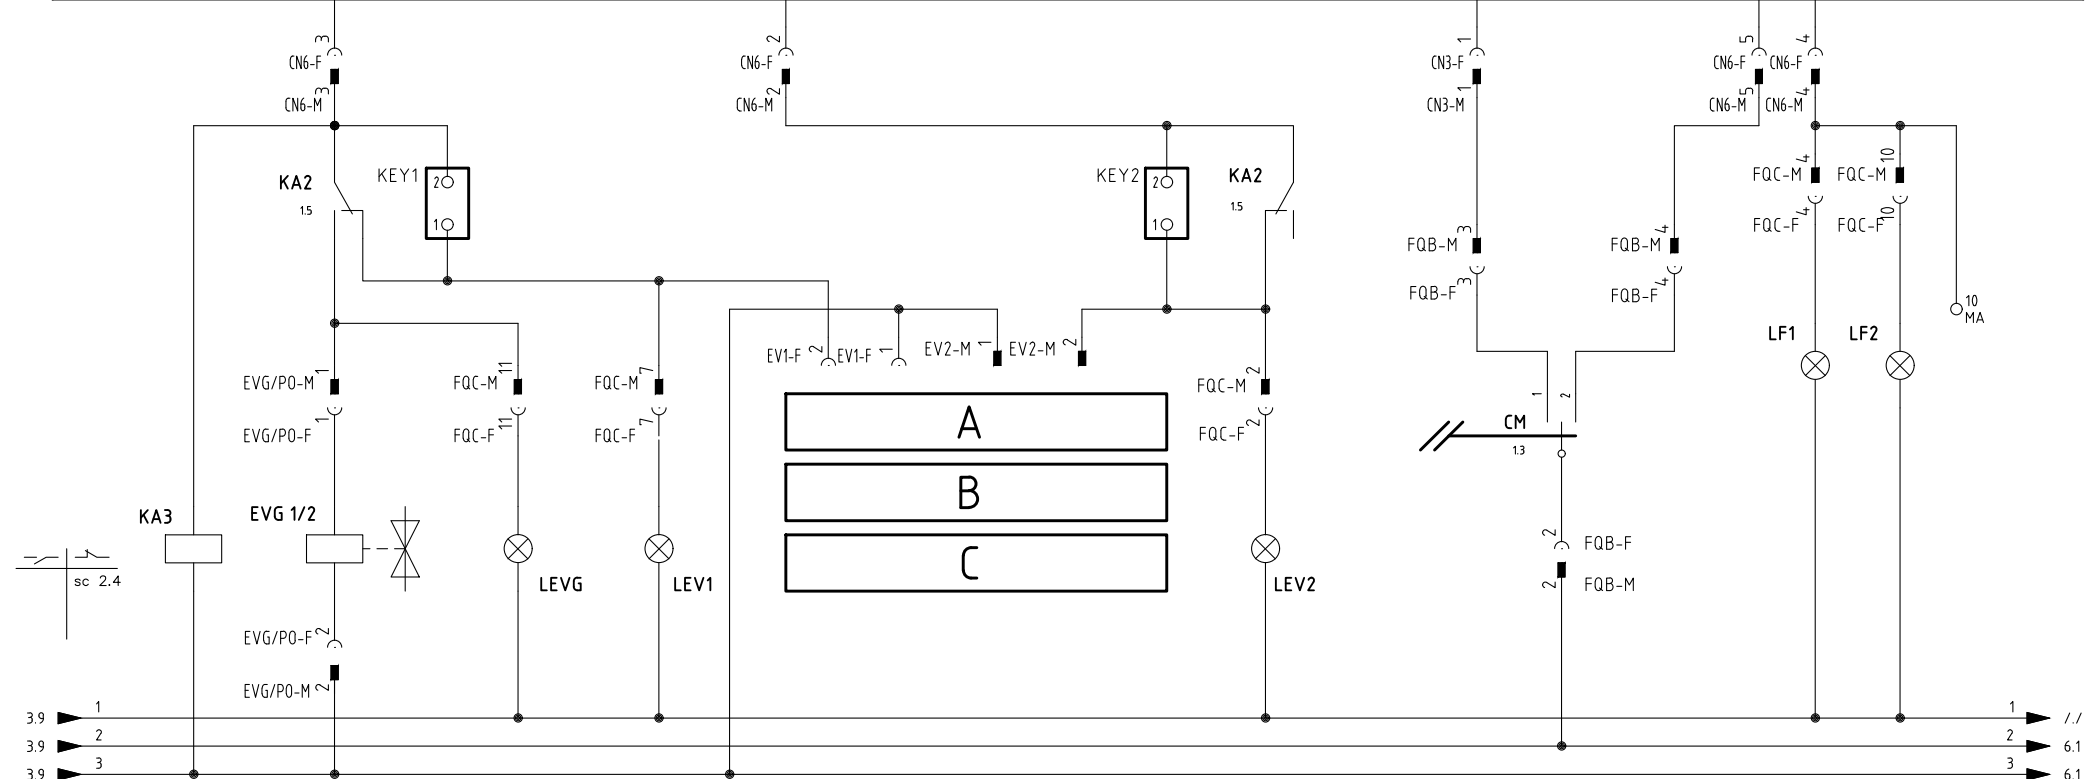 3
2
1
5
4
CN6-F
CN6-F
CN3-F
CN6-F
CN6-F
3
2
1
5
4
CN6-M
CN6-M
CN3-M
CN6-M
CN6-M
KA2
1.5
KEY1
2
1
KEY2
2
1
KA2
1.5
FQC-M 4
FQC-M 10
FQC-F 4
FQC-F 10
FQB-M 3
FQB-M 4
FQB-F 3
FQB-F 4
10
MA
LF1
LF2
EV1-F 2
EV1-F 1
EV2-M 1
EV2-M 2
EVG/PO-M 1
FQC-M 11
FQC-M 7
FQC-M 2
EVG/PO-F 1
FQC-F 11
FQC-F 7
FQC-F 2
A
B
C
1
2
CM
1.3
KA3
EVG 1/2
sc 2.4
LEVG
LEV1
LEV2
2
FQB-F
2
FQB-M
EVG/PO-F 2
EVG/PO-M 2
3.9
1
1
/./
3.9
2
2
6.1
3.9
3
3
6.1